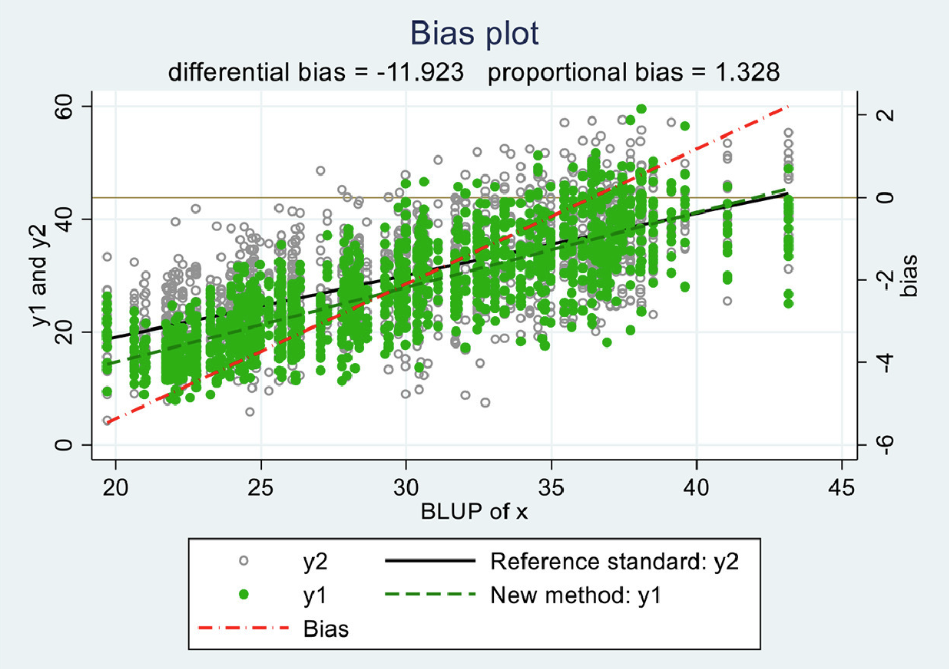 Bias plot
differential bias = -11.923 proportional bias = 1.328
60
40
20
0
y1 and y2
2
0
-2
-4
-6
bias
20 25 30 35 40 45
BLUP of x
y2 Reference standard: y2
y1 New method: y1
Bias